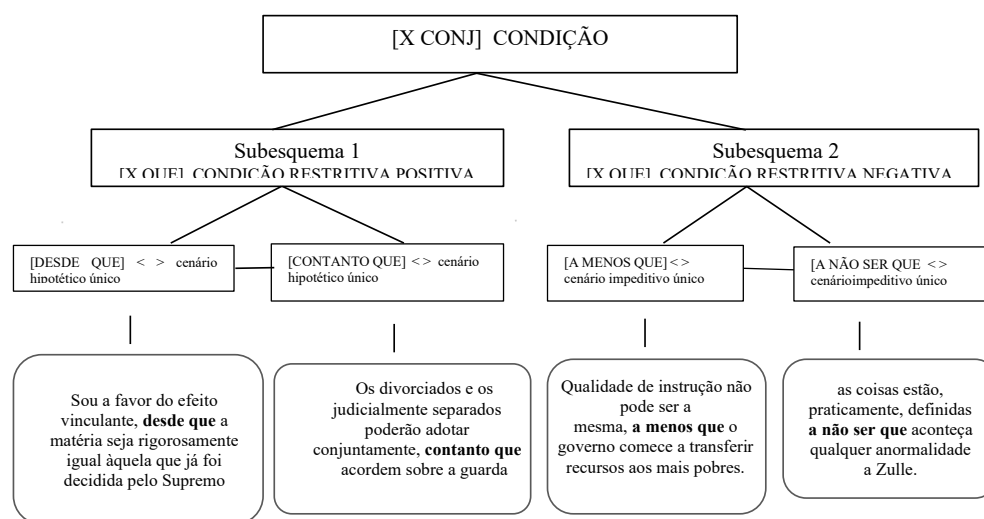 [X CONJ] CONDIÇÃO
Subesquema 1
[X QUE] CONDIÇÃO RESTRITIVA POSITIVA
Subesquema 2
[X QUE] CONDIÇÃO RESTRITIVA NEGATIVA
[DESDE QUE] < > cenário
hipotético único
[CONTANTO QUE] <> cenário
hipotético único
[A MENOS QUE] <>
cenário impeditivo único
[A NÃO SER QUE <>
cenárioimpeditivo único
Sou a favor do efeito
vinculante, desde que a
matéria seja rigorosamente
igual àquela que já foi
decidida pelo Supremo
Os divorciados e os
judicialmente separados
poderão adotar
conjuntamente, contanto que
acordem sobre a guarda
Qualidade de instrução não
pode ser a
mesma, a menos que o
governo comece a transferir
recursos aos mais pobres.
as coisas estão,
praticamente, definidas
a não ser que aconteça
qualquer anormalidade
a Zulle.